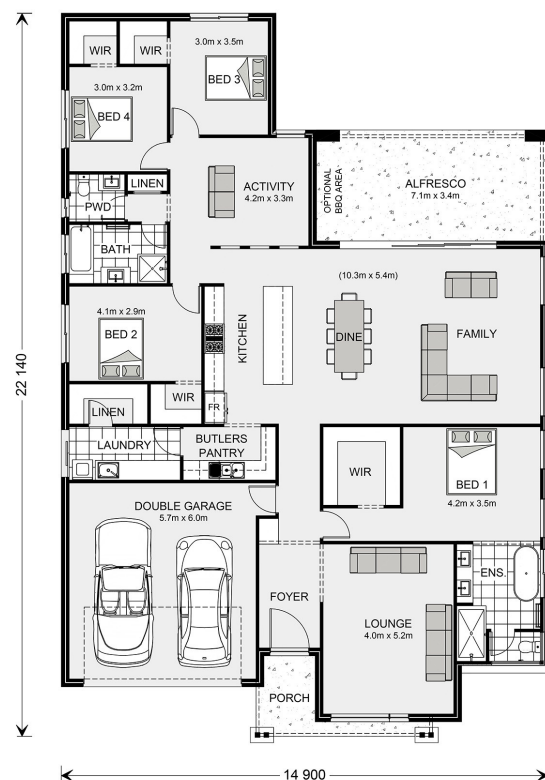 WIR
WIR
3.0m x 3.5m
BED 3
3.0m x 3.2m
BED 4
LINEN
PWD
ACTIVITY
4.2m x 3.3m
OPTIONAL
BBQ AREA
ALFRESCO
7.1m x 3.4m
BATH
(10.3m x 5.4m)
4.1m x 2.9m
BED 2
KITCHEN
DINE
FAMILY
22 140
WIR
FR
LINEN
LAUNDRY
BUTLERS
PANTRY
WIR
BED 1
4.2m x 3.5m
DOUBLE GARAGE
5.7m x 6.0m
ENS.
FOYER
LOUNGE
4.0m x 5.2m
PORCH
14 900